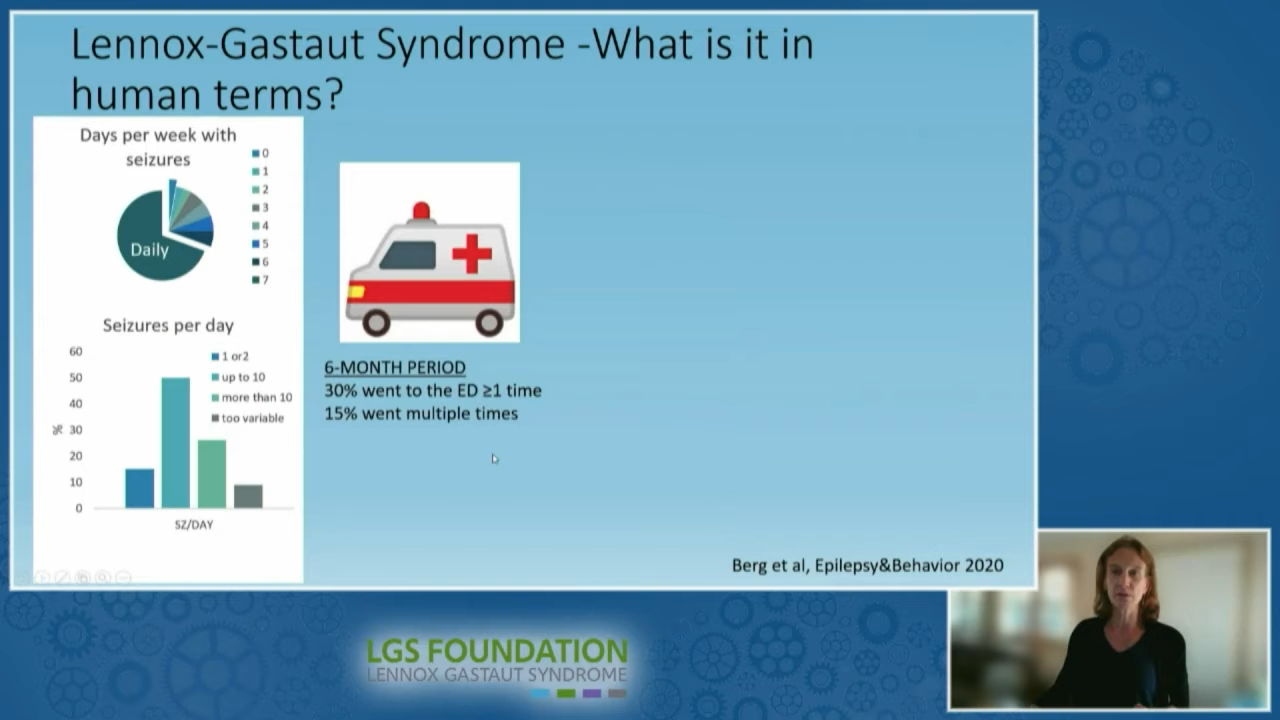 Lennox-Gastaut Syndrome -What is it in
human terms?
Days per week with
seizures
0
1
2
3
4
5
6
7
Daily
Seizures per day
60
50
40
30
20
10
0
%
1 or2
up to 10
more than 10
too variable
SZ/DAY
6-MONTH PERIOD
30% went to the ED ≥1 time
15% went multiple times
Berg et al, Epilepsy&Behavior 2020
LGS FOUNDATION
LENNOX GASTAUT SYNDROME